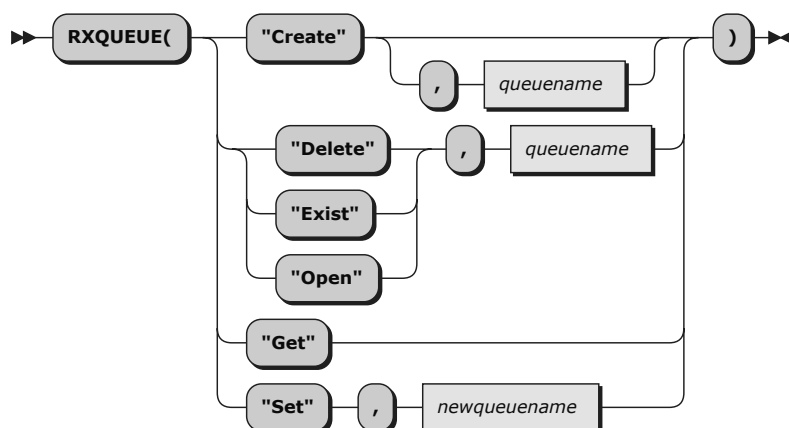 RXQUEUE( "Create" )
, queuename
"Delete" , queuename
"Exist"
"Open"
"Get"
"Set" , newqueuename